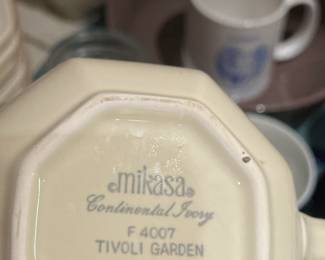 mikasa
Continental Ivory
F 4007
TIVOLI GARDEN